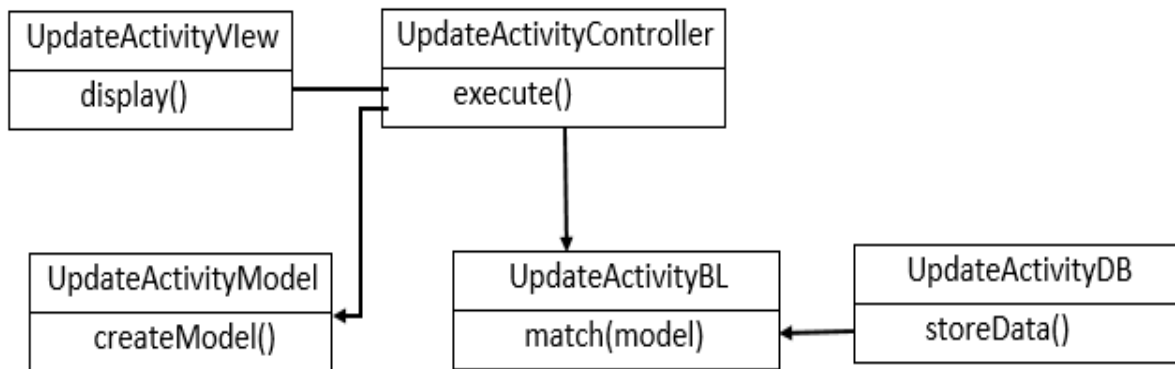 UpdateActivityVIew
display()
UpdateActivityController
execute()
UpdateActivityModel
createModel()
UpdateActivityBL
match(model)
UpdateActivityDB
storeData()